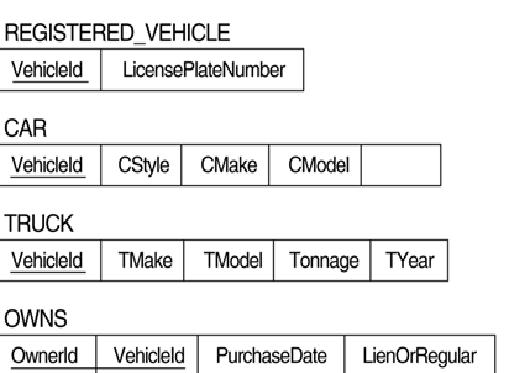 REGISTERED_VEHICLE
VehicleId LicensePlateNumber
CAR
VehicleId CStyle CMake CModel
TRUCK
VehicleId TMake TModel Tonnage TYear
OWNS
OwnerId VehicleId PurchaseDate LienOrRegular